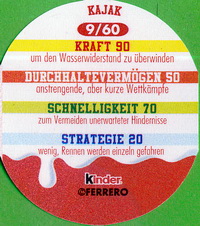 KAJAK
9/60
KRAFT 90
um den Wasserwiderstand zu überwinden
DURCHHALTEVERMÖGEN 50
anstrengende, aber kurze Wettkämpfe
SCHNELLIGKEIT 70
zum Vermeiden unerwarteter Hindernisse
STRATEGIE 20
wenig, Rennen werden einzeln gefahren
Kinder
©FERRERO